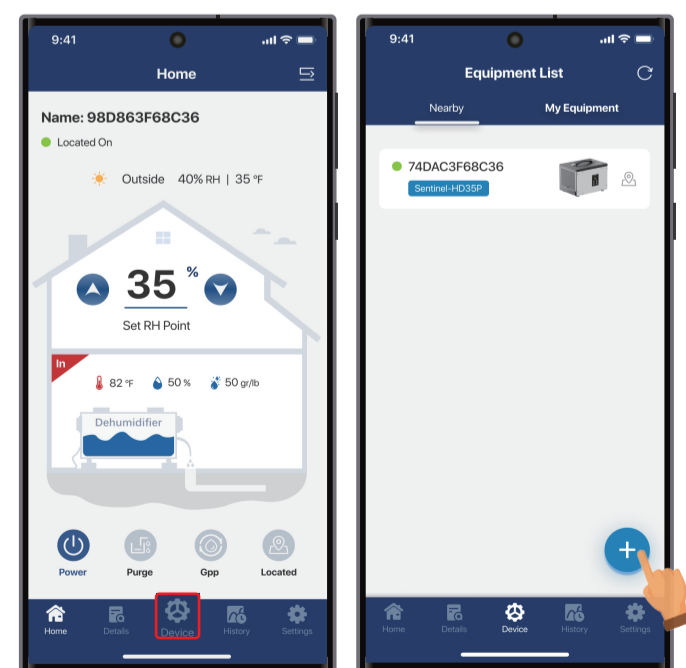 9:41
Home
Name: 98D863F68C36
Located On
Outside 40% RH | 35 °F
35 %
Set RH Point
In
82 °F 50 % 50 gr/lb
Dehumidifier
Power Purge Gpp Located
Home Details Device History Settings
9:41
Equipment List
Nearby My Equipment
74DAC3F68C36
Sentinel-HD35P
+
Home Details Device History Settings